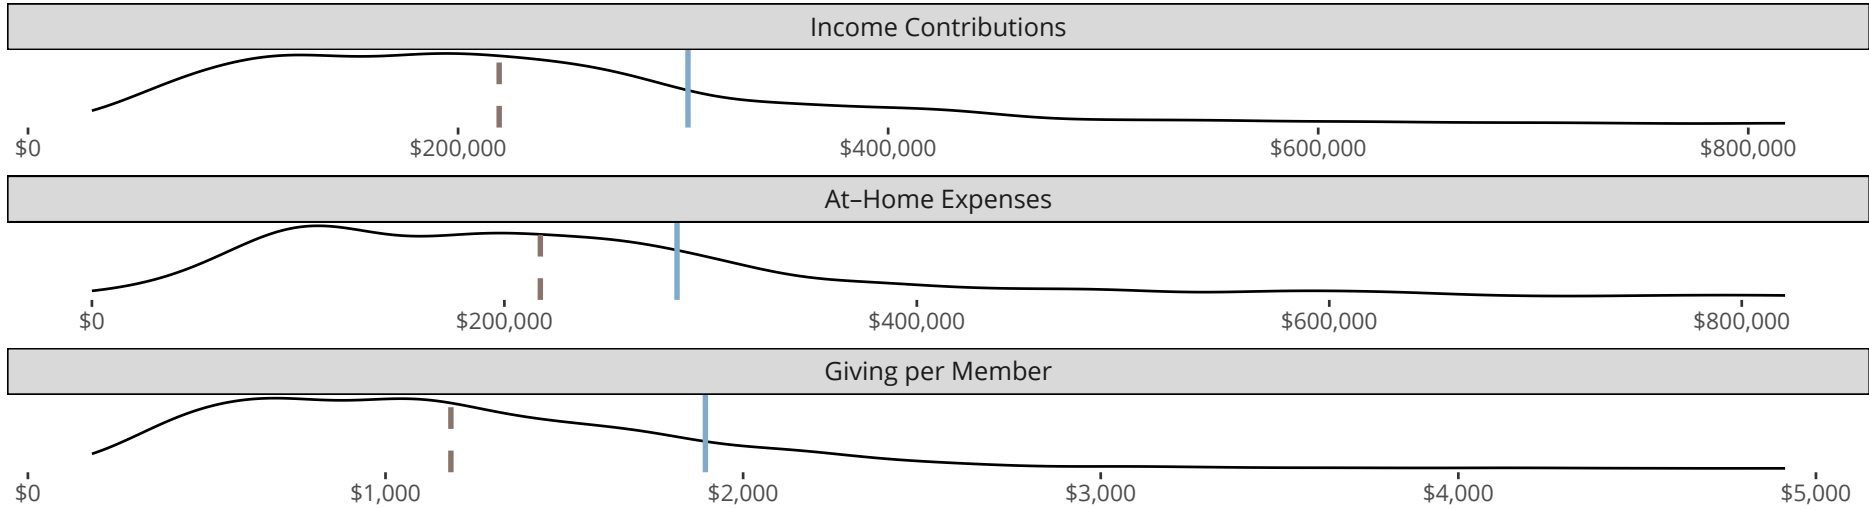 Income Contributions
$0 $200,000 $400,000 $600,000 $800,000
At–Home Expenses
$0 $200,000 $400,000 $600,000 $800,000
Giving per Member
$0 $1,000 $2,000 $3,000 $4,000 $5,000